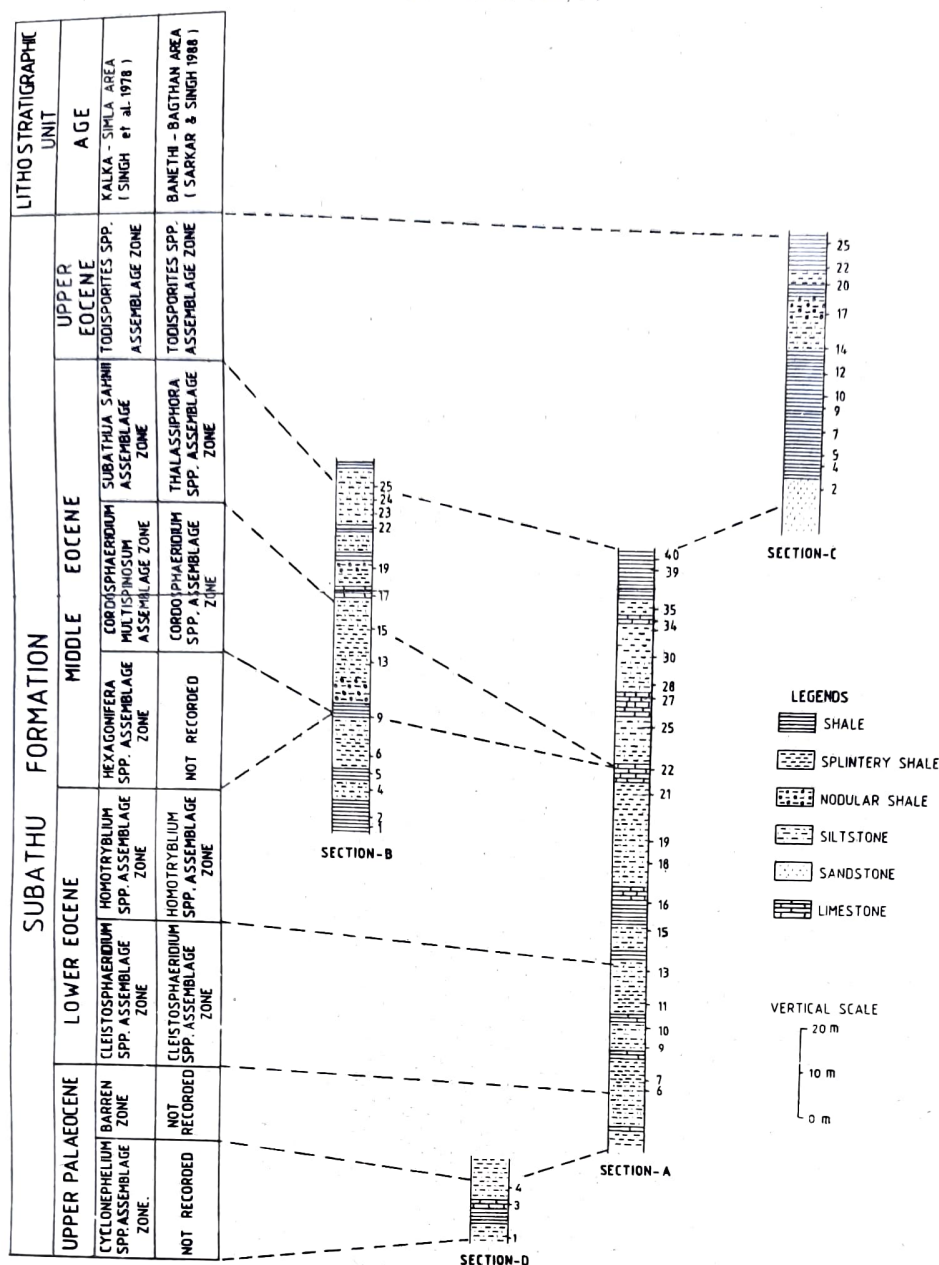 LITHOSTRATIGRAPHIC
UNIT
AGE
KALKA - SIMLA AREA
( SINGH et al. 1978 )
BANETHI - BAGTHAN AREA
( SARKAR & SINGH 1988 )
SUBATHU FORMATION
UPPER
EOCENE
TODISPORITES SPP.
ASSEMBLAGE ZONE
TODISPORITES SPP.
ASSEMBLAGE ZONE
MIDDLE EOCENE
SUBATHUA SAHNII
ASSEMBLAGE
ZONE
THALASSIPHORA
SPP. ASSEMBLAGE
ZONE
CORDOSPHAERIDIUM
MULTISPINOSUM
ASSEMBLAGE ZONE
CORDOSPHAERIDIUM
SPP. ASSEMBLAGE
ZONE
HEXAGONIFERA
SPP. ASSEMBLAGE
ZONE
NOT RECORDED
LOWER EOCENE
HOMOTRYBLIUM
SPP. ASSEMBLAGE
ZONE
HOMOTRYBLIUM
SPP. ASSEMBLAGE
ZONE
CLEISTOSPHAERIDIUM
SPP. ASSEMBLAGE
ZONE
CLEISTOSPHAERIDIUM
SPP. ASSEMBLAGE
ZONE
UPPER PALAEOCENE
BARREN
ZONE
NOT
RECORDED
CYCLONEPHELIUM
SPP. ASSEMBLAGE
ZONE.
NOT RECORDED
25
24
23
22
19
17
15
13
9
6
5
4
2
1
SECTION-B
4
3
1
SECTION-D
40
39
35
34
30
28
27
25
22
21
19
18
16
15
13
11
10
9
7
6
SECTION-A
25
22
20
17
14
12
10
9
7
5
4
2
SECTION-C
LEGENDS
SHALE
SPLINTERY SHALE
NODULAR SHALE
SILTSTONE
SANDSTONE
LIMESTONE
VERTICAL SCALE
20 m
10 m
0 m